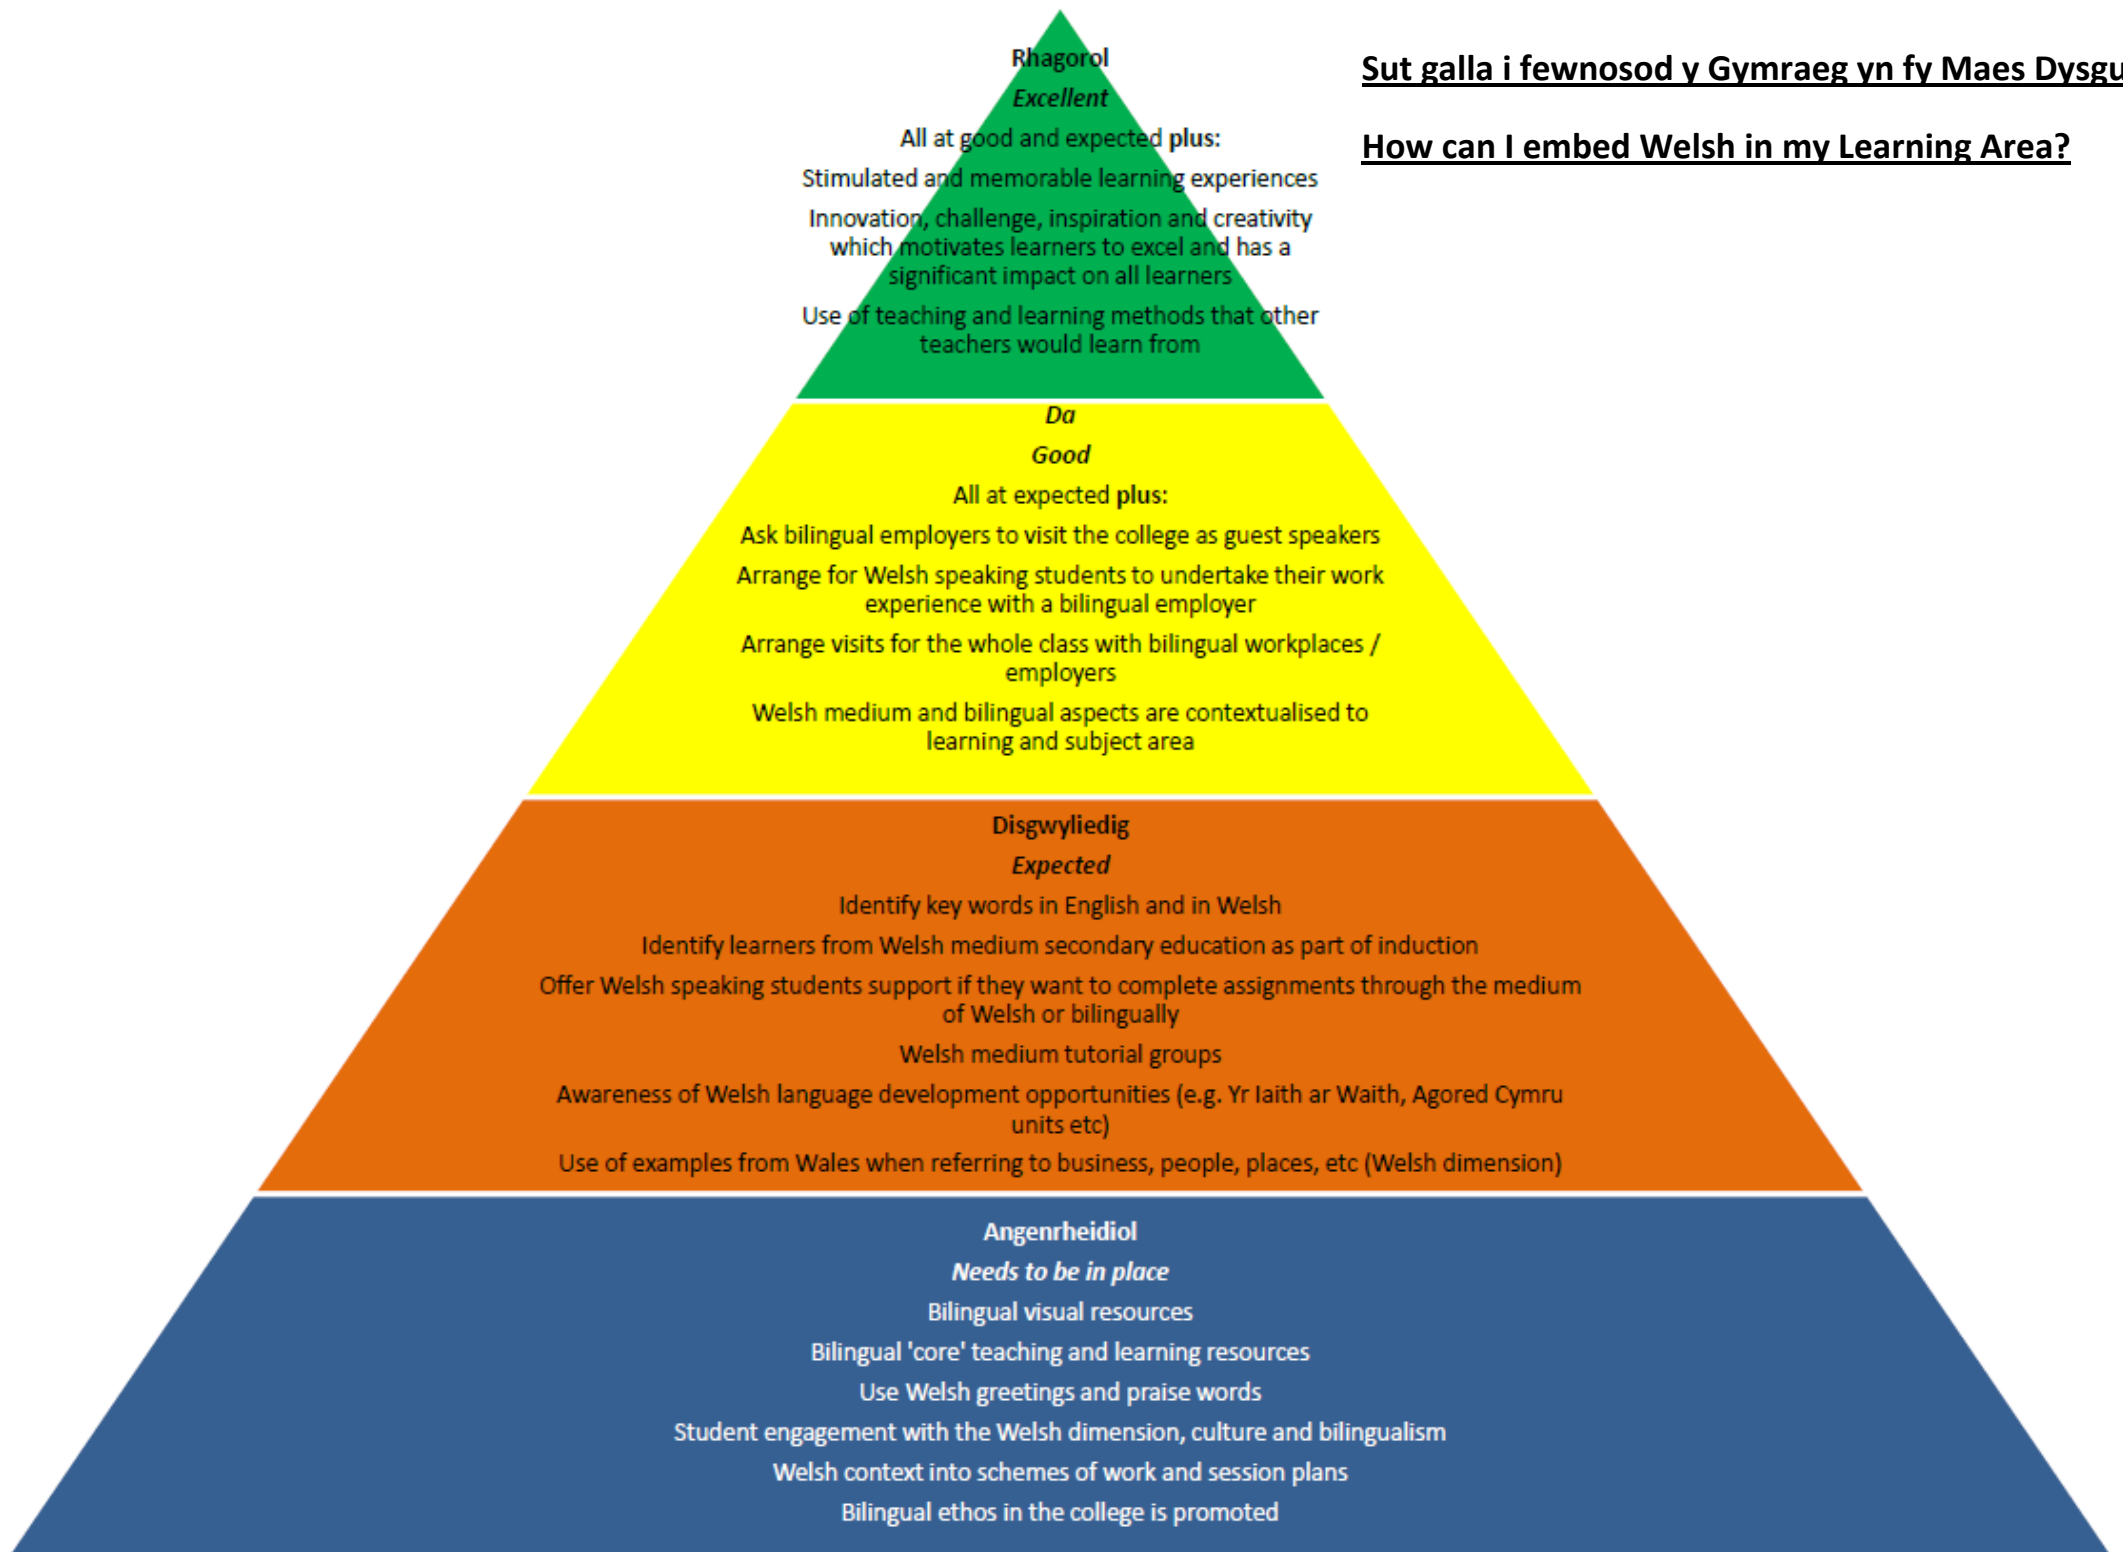 Sut galla i fewnosod y Gymraeg yn fy Maes Dysgu
How can I embed Welsh in my Learning Area?
Rhagorol
Excellent
All at good and expected plus:
Stimulated and memorable learning experiences
Innovation, challenge, inspiration and creativity
which motivates learners to excel and has a
significant impact on all learners
Use of teaching and learning methods that other
teachers would learn from
Da
Good
All at expected plus:
Ask bilingual employers to visit the college as guest speakers
Arrange for Welsh speaking students to undertake their work
experience with a bilingual employer
Arrange visits for the whole class with bilingual workplaces /
employers
Welsh medium and bilingual aspects are contextualised to
learning and subject area
Disgwyliedig
Expected
Identify key words in English and in Welsh
Identify learners from Welsh medium secondary education as part of induction
Offer Welsh speaking students support if they want to complete assignments through the medium
of Welsh or bilingually
Welsh medium tutorial groups
Awareness of Welsh language development opportunities (e.g. Yr Iaith ar Waith, Agored Cymru
units etc)
Use of examples from Wales when referring to business, people, places, etc (Welsh dimension)
Angenrheidiol
Needs to be in place
Bilingual visual resources
Bilingual 'core' teaching and learning resources
Use Welsh greetings and praise words
Student engagement with the Welsh dimension, culture and bilingualism
Welsh context into schemes of work and session plans
Bilingual ethos in the college is promoted